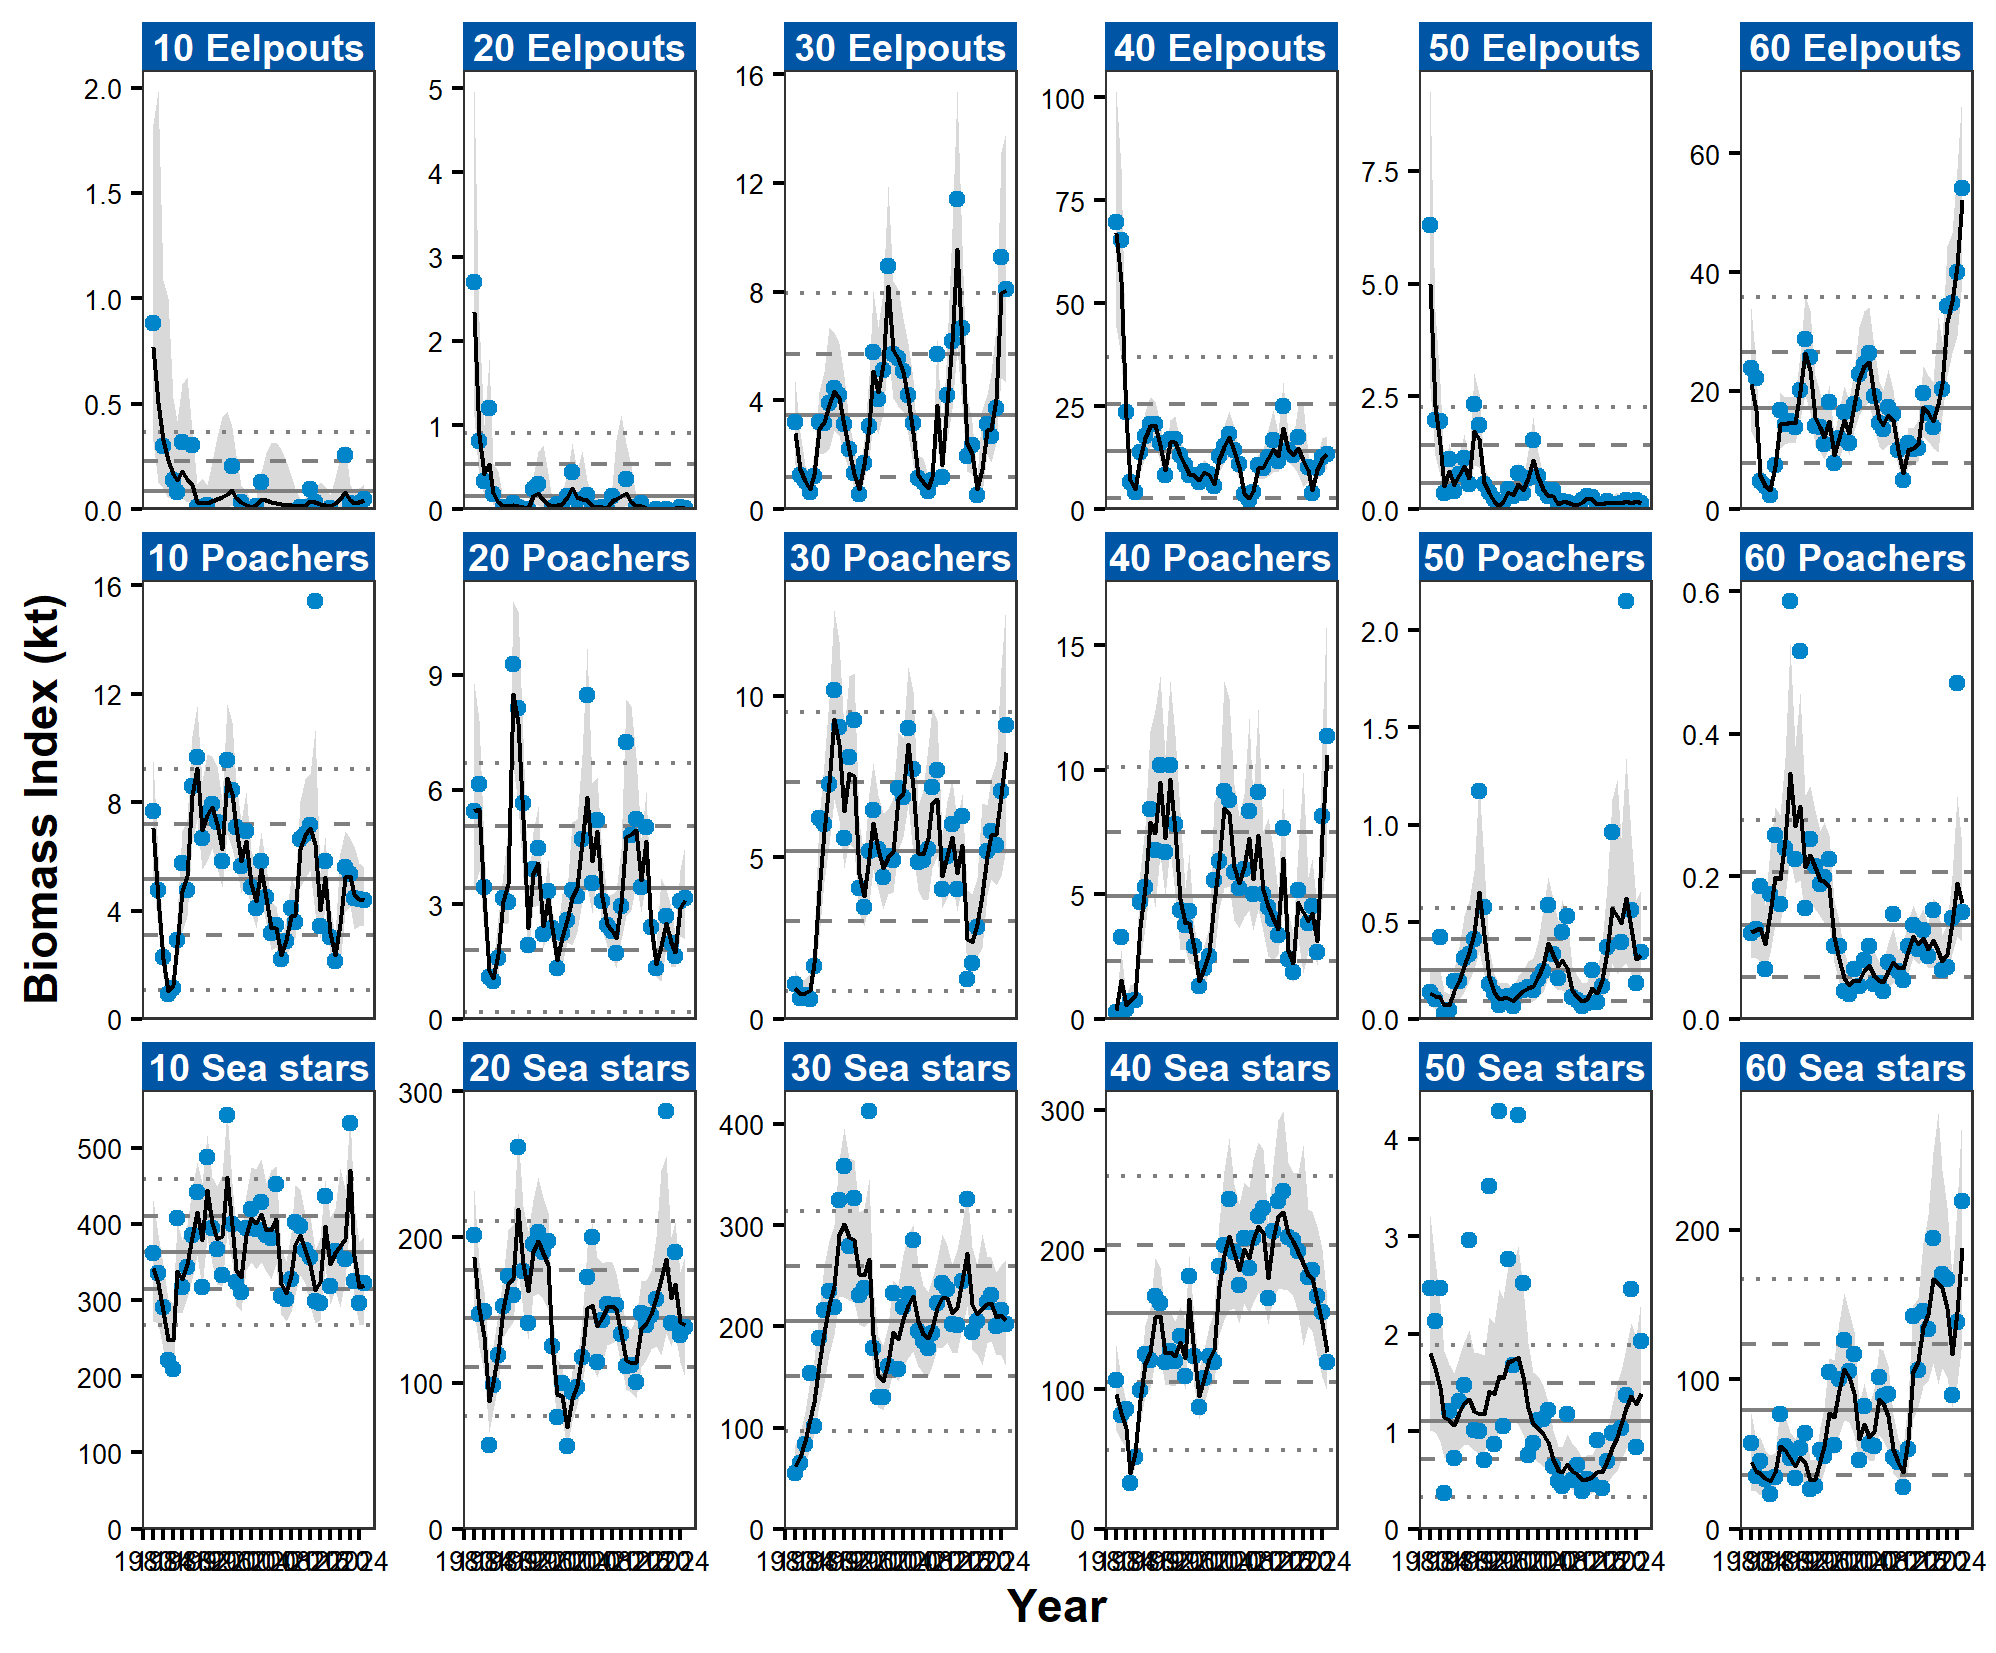 10 Eelpouts 20 Eelpouts 30 Eelpouts 40 Eelpouts 50 Eelpouts 60 Eelpouts
2.0 1.5 1.0 0.5 0.0
5 4 3 2 1 0
16 12 8 4 0
100 75 50 25 0
7.5 5.0 2.5 0.0
60 40 20 0
10 Poachers 20 Poachers 30 Poachers 40 Poachers 50 Poachers 60 Poachers
16 12 8 4 0
9 6 3 0
10 5 0
15 10 5 0
2.0 1.5 1.0 0.5 0.0
0.6 0.4 0.2 0.0
10 Sea stars 20 Sea stars 30 Sea stars 40 Sea stars 50 Sea stars 60 Sea stars
500 400 300 200 100 0
300 200 100 0
400 300 200 100 0
300 200 100 0
4 3 2 1 0
200 100 0
Biomass Index (kt)
Year